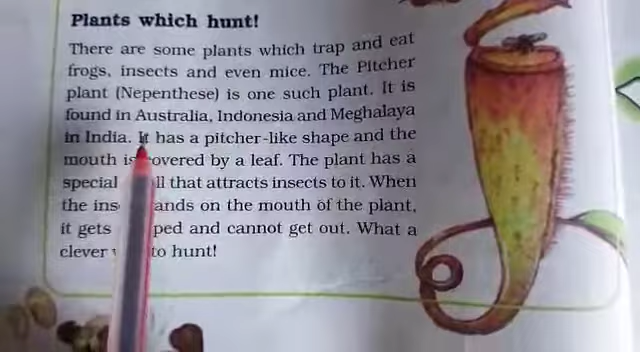 Plants which hunt!
There are some plants which trap and eat
frogs, insects and even mice. The Pitcher
plant (Nepenthese) is one such plant. It is
found in Australia, Indonesia and Meghalaya
in India. It has a pitcher-like shape and the
mouth is covered by a leaf. The plant has a
special ll that attracts insects to it. When
the ins ands on the mouth of the plant,
it gets ped and cannot get out. What a
clever to hunt!